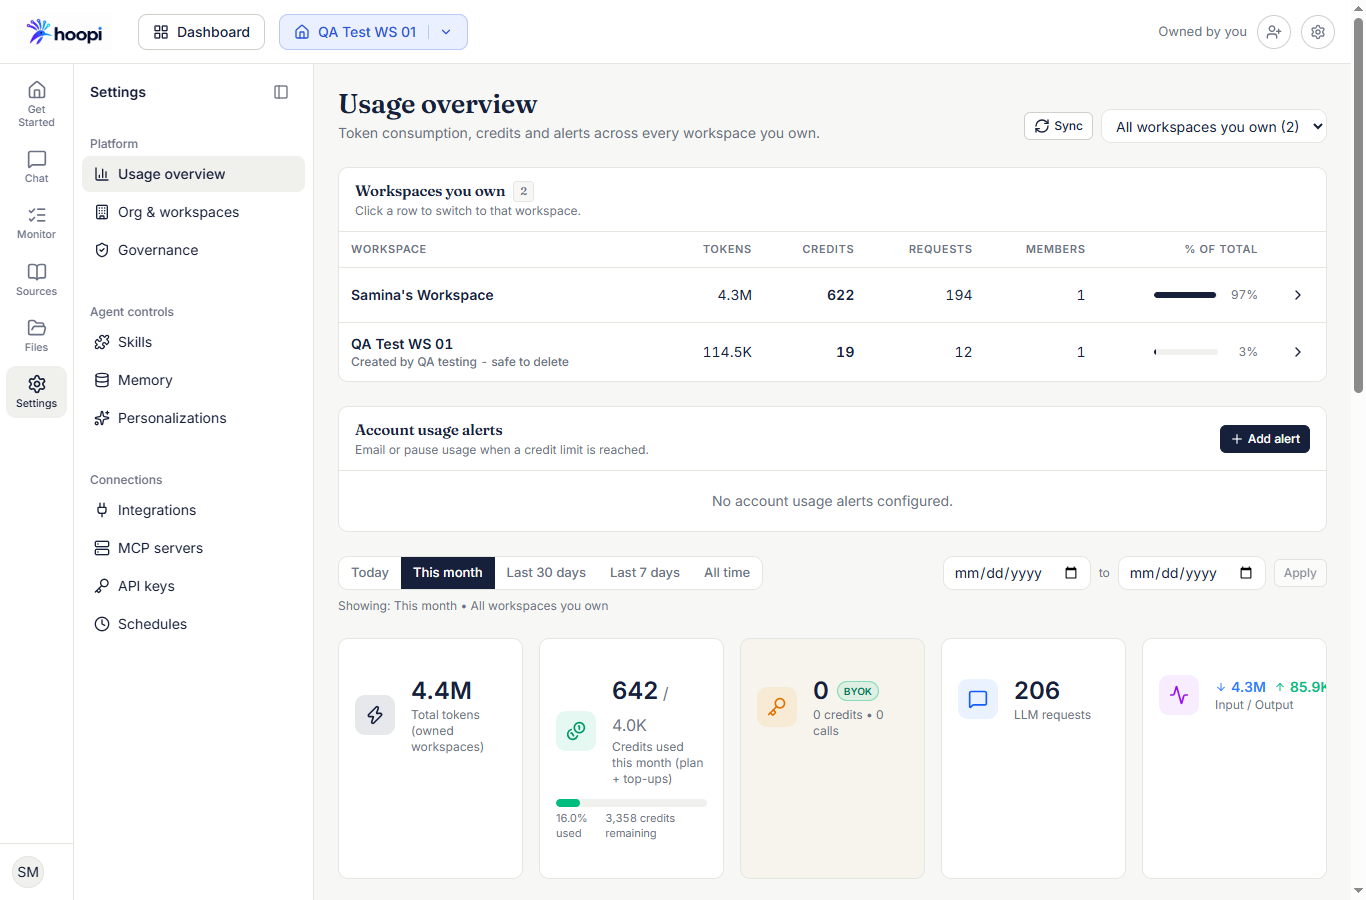 hoopi
Dashboard
QA Test WS 01
Owned by you
Get
Started
Chat
Monitor
Sources
Files
Settings
SM
Settings
Platform
Usage overview
Org & workspaces
Governance
Agent controls
Skills
Memory
Personalizations
Connections
Integrations
MCP servers
API keys
Schedules
Usage overview
Token consumption, credits and alerts across every workspace you own.
Sync
All workspaces you own (2)
Workspaces you own 2
Click a row to switch to that workspace.
WORKSPACE TOKENS CREDITS REQUESTS MEMBERS % OF TOTAL
Samina's Workspace 4.3M 622 194 1 97%
QA Test WS 01 114.5K 19 12 1 3%
Created by QA testing - safe to delete
Account usage alerts
Email or pause usage when a credit limit is reached.
Add alert
No account usage alerts configured.
Today This month Last 30 days Last 7 days All time
mm/dd/yyyy to mm/dd/yyyy Apply
Showing: This month • All workspaces you own
4.4M
Total tokens
(owned
workspaces)
642 /
4.0K
Credits used
this month (plan
+ top-ups)
16.0%
used
3,358 credits
remaining
0 BYOK
0 credits • 0
calls
206
LLM requests
↓ 4.3M ↑ 85.9K
Input / Output